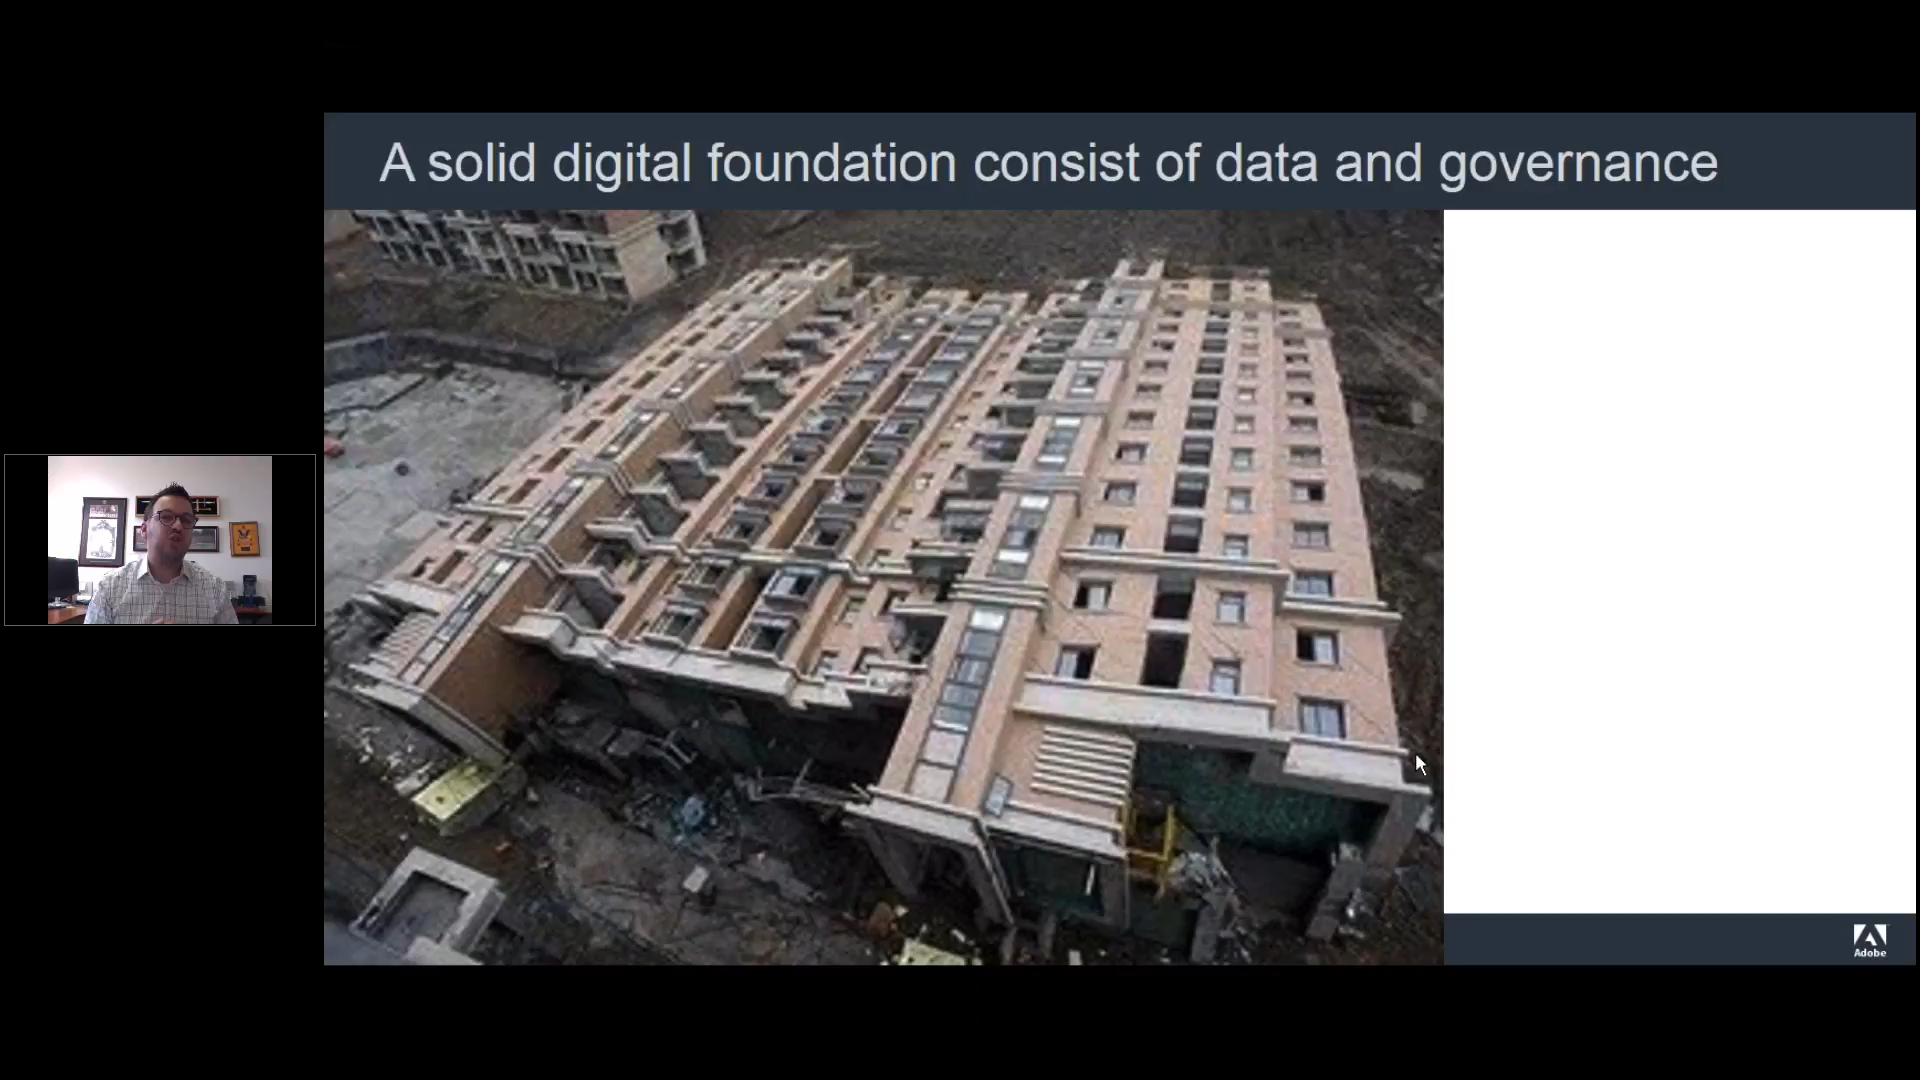 A solid digital foundation consist of data and governance
Adobe